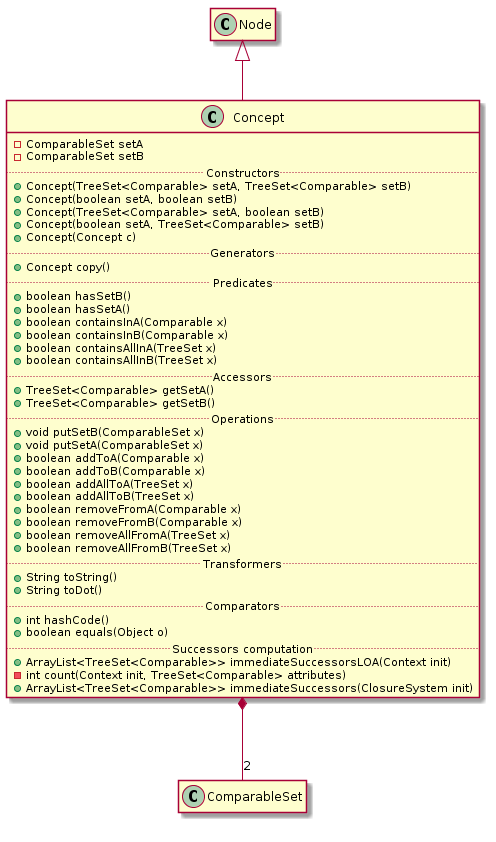 C Node
C Concept
ComparableSet setA
ComparableSet setB
Constructors
Concept(TreeSet<Comparable> setA, TreeSet<Comparable> setB)
Concept(boolean setA, boolean setB)
Concept(TreeSet<Comparable> setA, boolean setB)
Concept(boolean setA, TreeSet<Comparable> setB)
Concept(Concept c)
Generators
Concept copy()
Predicates
boolean hasSetB()
boolean hasSetA()
boolean containsInA(Comparable x)
boolean containsInB(Comparable x)
boolean containsAllInA(TreeSet x)
boolean containsAllInB(TreeSet x)
Accessors
TreeSet<Comparable> getSetA()
TreeSet<Comparable> getSetB()
Operations
void putSetB(ComparableSet x)
void putSetA(ComparableSet x)
boolean addToA(Comparable x)
boolean addToB(Comparable x)
boolean addAllToA(TreeSet x)
boolean addAllToB(TreeSet x)
boolean removeFromA(Comparable x)
boolean removeFromB(Comparable x)
boolean removeAllFromA(TreeSet x)
boolean removeAllFromB(TreeSet x)
Transformers
String toString()
String toDot()
Comparators
int hashCode()
boolean equals(Object o)
Successors computation
ArrayList<TreeSet<Comparable>> immediateSuccessorsLOA(Context init)
int count(Context init, TreeSet<Comparable> attributes)
ArrayList<TreeSet<Comparable>> immediateSuccessors(ClosureSystem init)
2
C ComparableSet